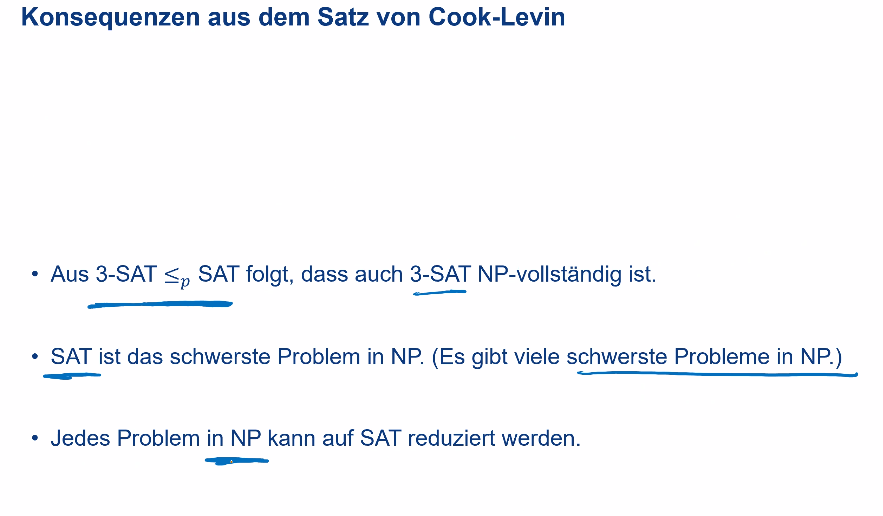 Konsequenzen aus dem Satz von Cook-Levin
• Aus 3-SAT ≤p SAT folgt, dass auch 3-SAT NP-vollständig ist.
• SAT ist das schwerste Problem in NP. (Es gibt viele schwerste Probleme in NP.)
• Jedes Problem in NP kann auf SAT reduziert werden.